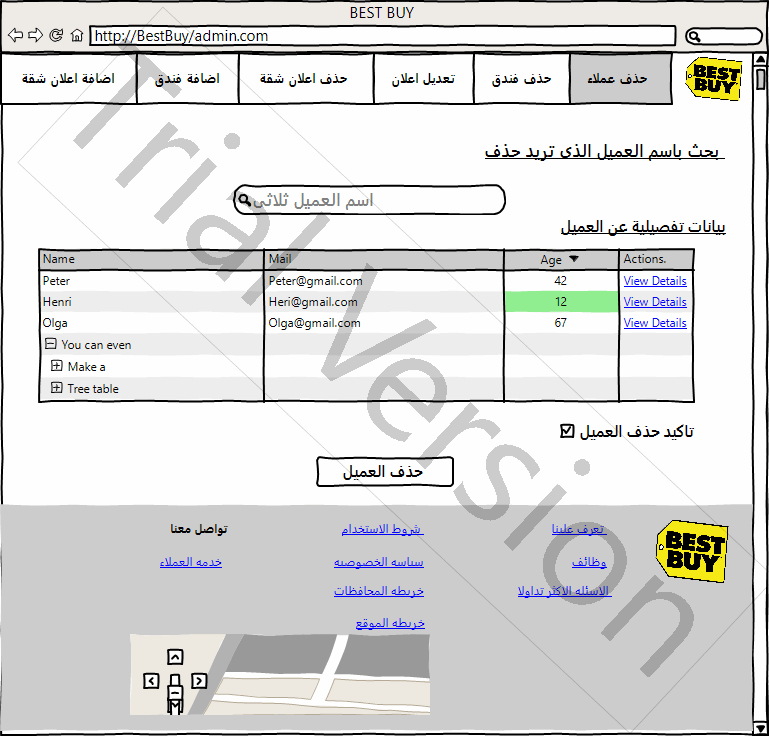 BEST BUY
http://BestBuy/admin.com
BEST BUY
حذف عملاء
حذف فندق
تعديل اعلان
حذف اعلان شقة
اضافة فندق
اضافة اعلان شقة
بحث باسم العميل الذى تريد حذف
اسم العميل ثلاثى
بيانات تفصيلية عن العميل
Name Mail Age Actions.
Peter Peter@gmail.com 42 View Details
Henri Heri@gmail.com 12 View Details
Olga Olga@gmail.com 67 View Details
You can even
Make a
Tree table
تاكيد حذف العميل
حذف العميل
BEST BUY
تعرف علينا
وظائف
الاسئله الاكثر تداولا
شروط الاستخدام
سياسه الخصوصيه
خريطه المحافظات
خريطه الموقع
تواصل معنا
خدمه العملاء
Trial Version